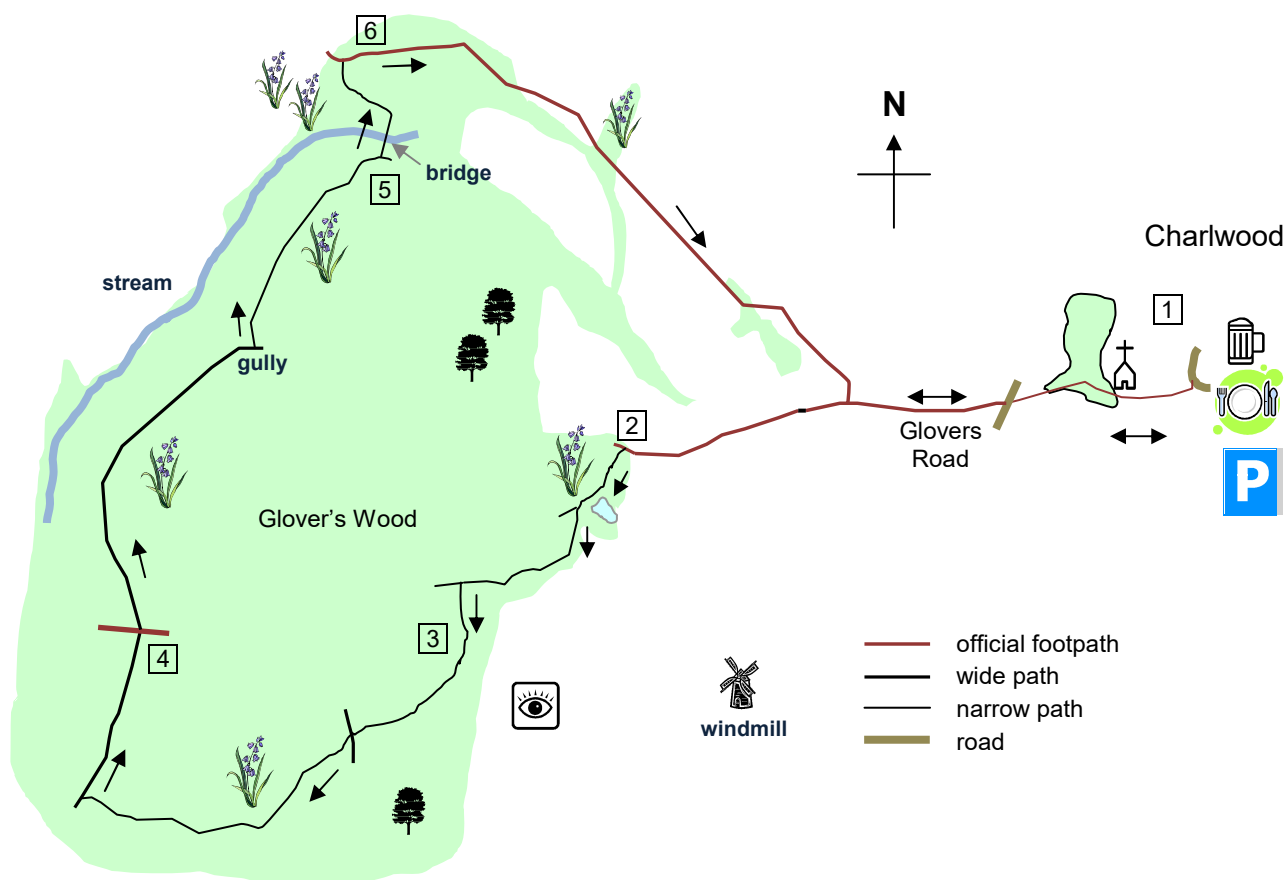 6
N
bridge
5
Charlwood
stream
1
gully
2
Glovers
Road
P
Glover's Wood
3
4
windmill
official footpath
wide path
narrow path
road